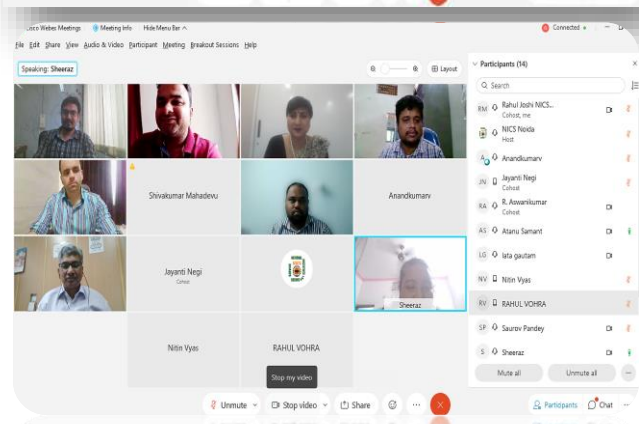 Cisco Webex Meetings Meeting Info Hide Menu Bar Connected
File Edit Share View Audio & Video Participant Meeting Breakout Sessions Help
Speaking: Sheeraz
Layout
Shivakumar Mahadevu
Anandkumarv
Jayanti Negi
Cohost
Sheeraz
Nitin Vyas
RAHUL VOHRA
Stop my video
Unmute
Stop video
Share
Participants (14)
Search
RM Rahul Joshi NICS...
Cohost, me
NICS Noida
Host
Anandkumarv
JN Jayanti Negi
Cohost
RA R. Aswanikumar
Cohost
AS Atanu Samant
LG lata gautam
NV Nitin Vyas
RV RAHUL VOHRA
SP Saurov Pandey
S Sheeraz
Mute all Unmute all
Participants Chat